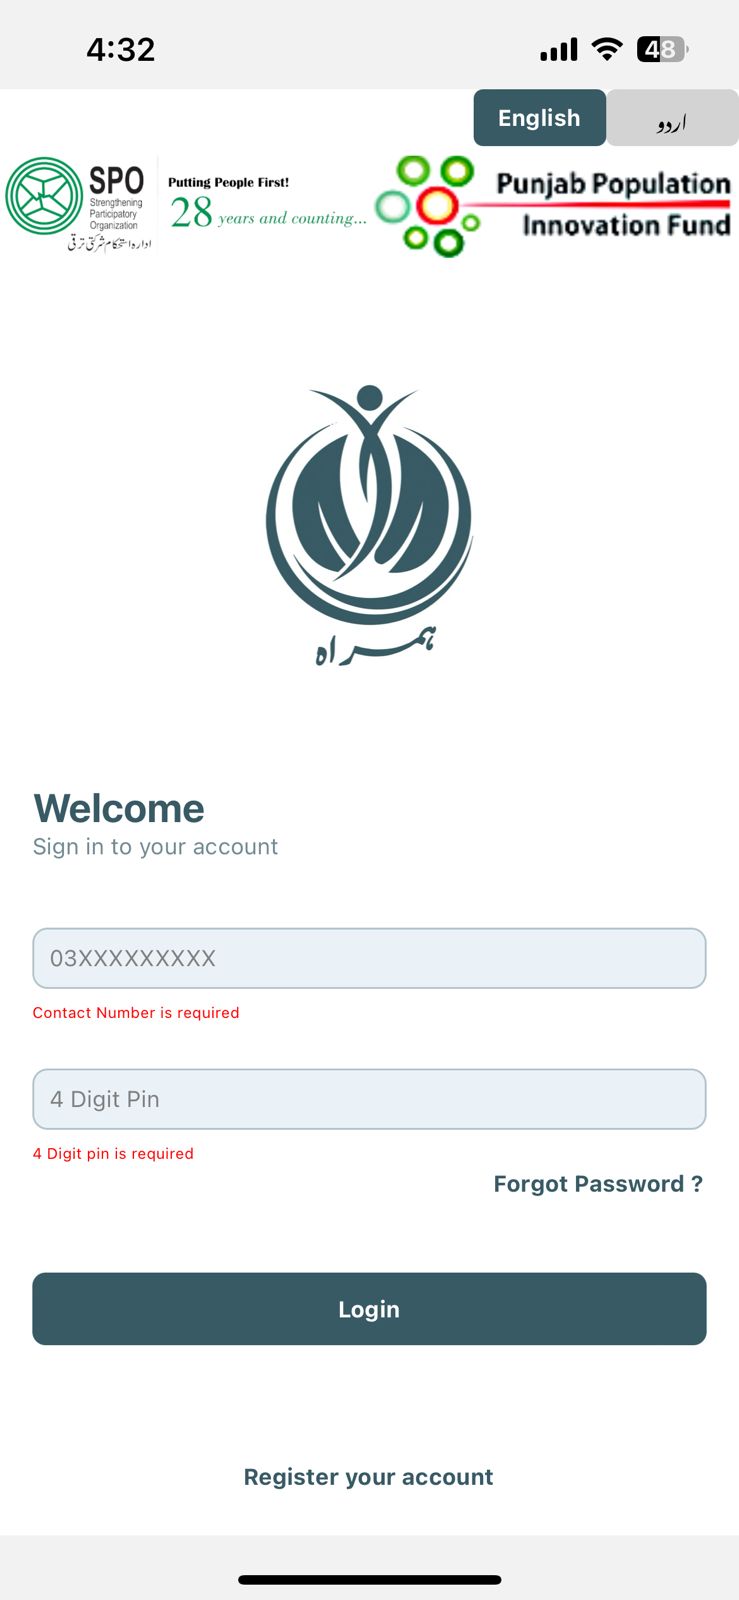 4:32
48
English
اردو
SPO
Strengthening
Participatory
Organization
ادارہ استحکام شرکتی ترقی
Putting People First!
28 years and counting...
Punjab Population
Innovation Fund
ہمراہ
Welcome
Sign in to your account
03XXXXXXXXX
Contact Number is required
4 Digit Pin
4 Digit pin is required
Forgot Password ?
Login
Register your account